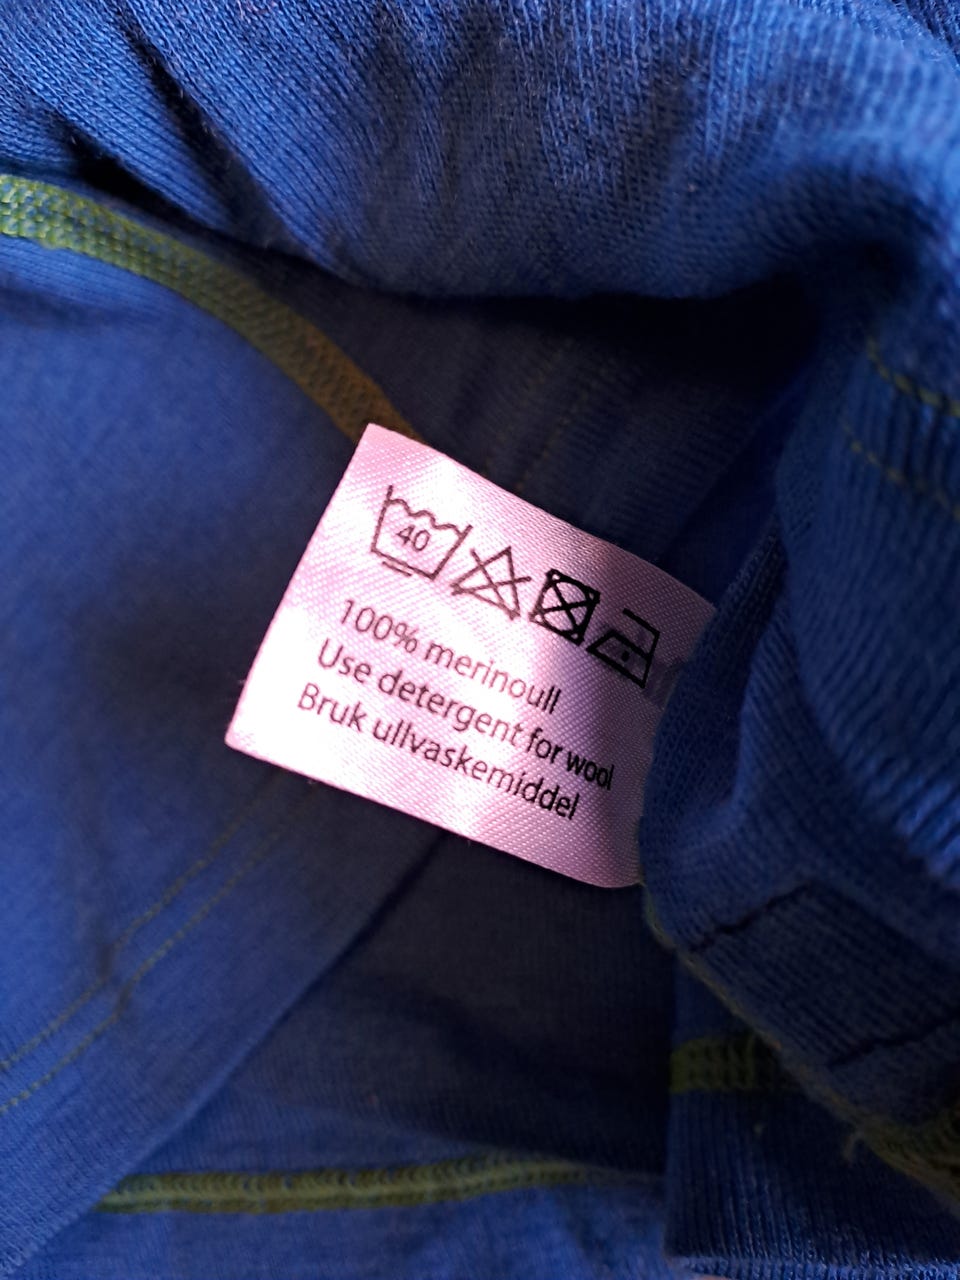 40
100% merinoull
Use detergent for wool
Bruk ullvaskemiddel